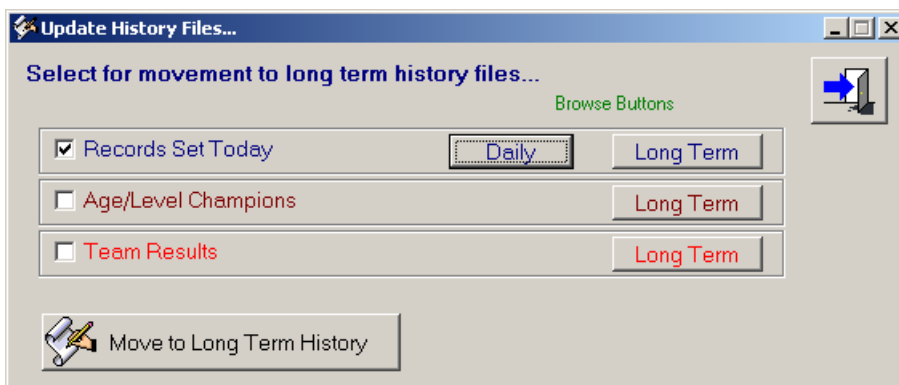 Update History Files...
Select for movement to long term history files...
Browse Buttons
Records Set Today Daily Long Term
Age/Level Champions Long Term
Team Results Long Term
Move to Long Term History